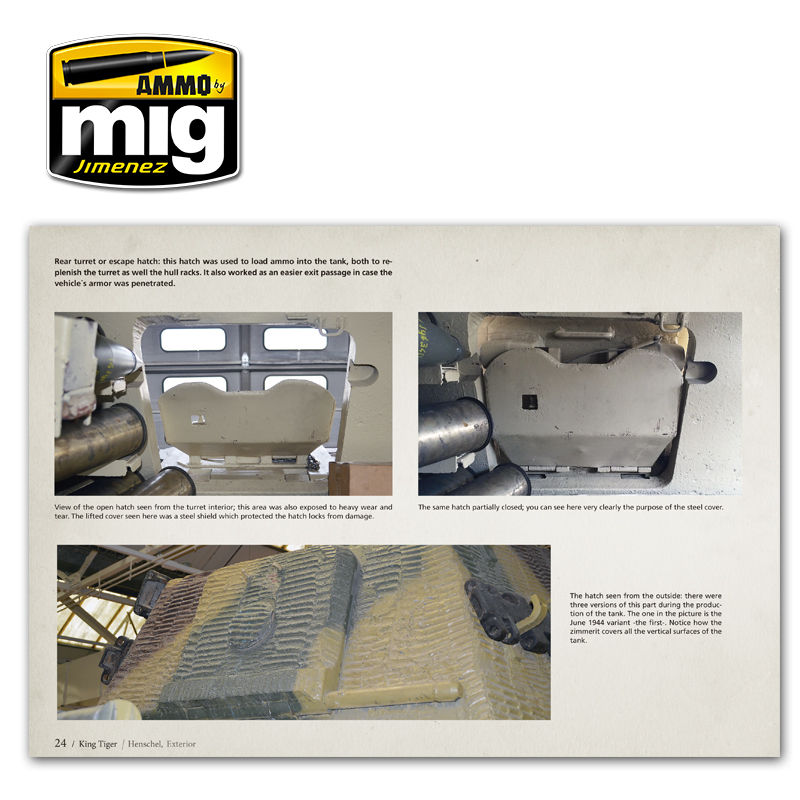 AMMO by
mig
Jimenez
Rear turret or escape hatch: this hatch was used to load ammo into the tank, both to re-
plenish the turret as well the hull racks. It also worked as an easier exit passage in case the
vehicle´s armor was penetrated.
View of the open hatch seen from the turret interior; this area was also exposed to heavy wear and
tear. The lifted cover seen here was a steel shield which protected the hatch locks from damage.
The same hatch partially closed; you can see here very clearly the purpose of the steel cover.
The hatch seen from the outside: there were
three versions of this part during the produc-
tion of the tank. The one in the picture is the
June 1944 variant -the first-. Notice how the
zimmerit covers all the vertical surfaces of the
tank.
24 / King Tiger / Henschel, Exterior